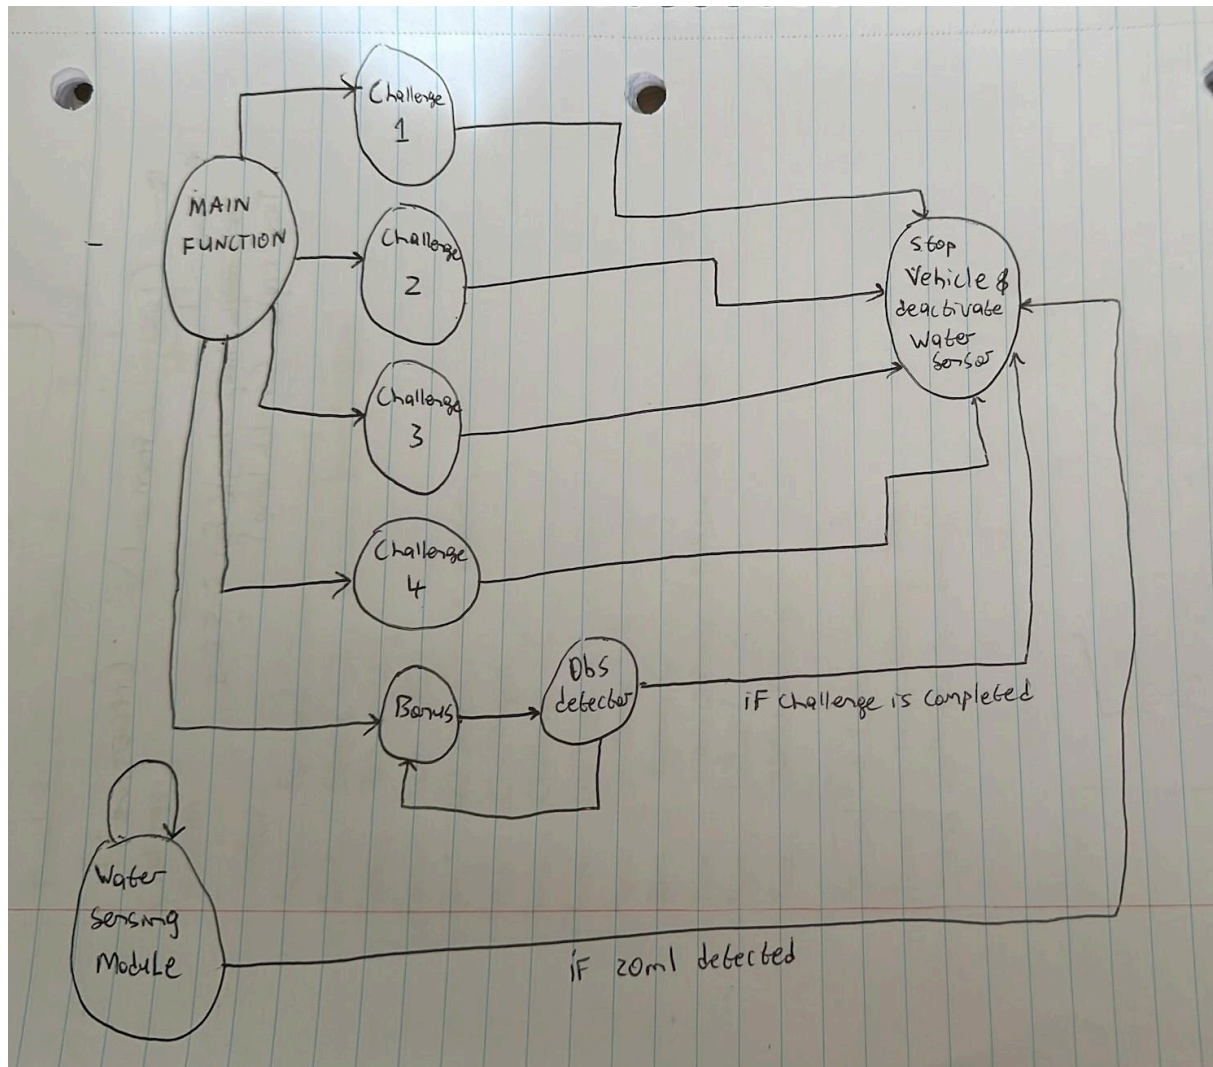 Challenge
1
MAIN
FUNCTION
Challenge
2
Stop
Vehicle &
deactivate
Water
Sensor
Challenge
3
Challenge
4
Obs
detector
Bonus
iF Challenge is Completed
Water
Sensing
Module
iF 20ml detected